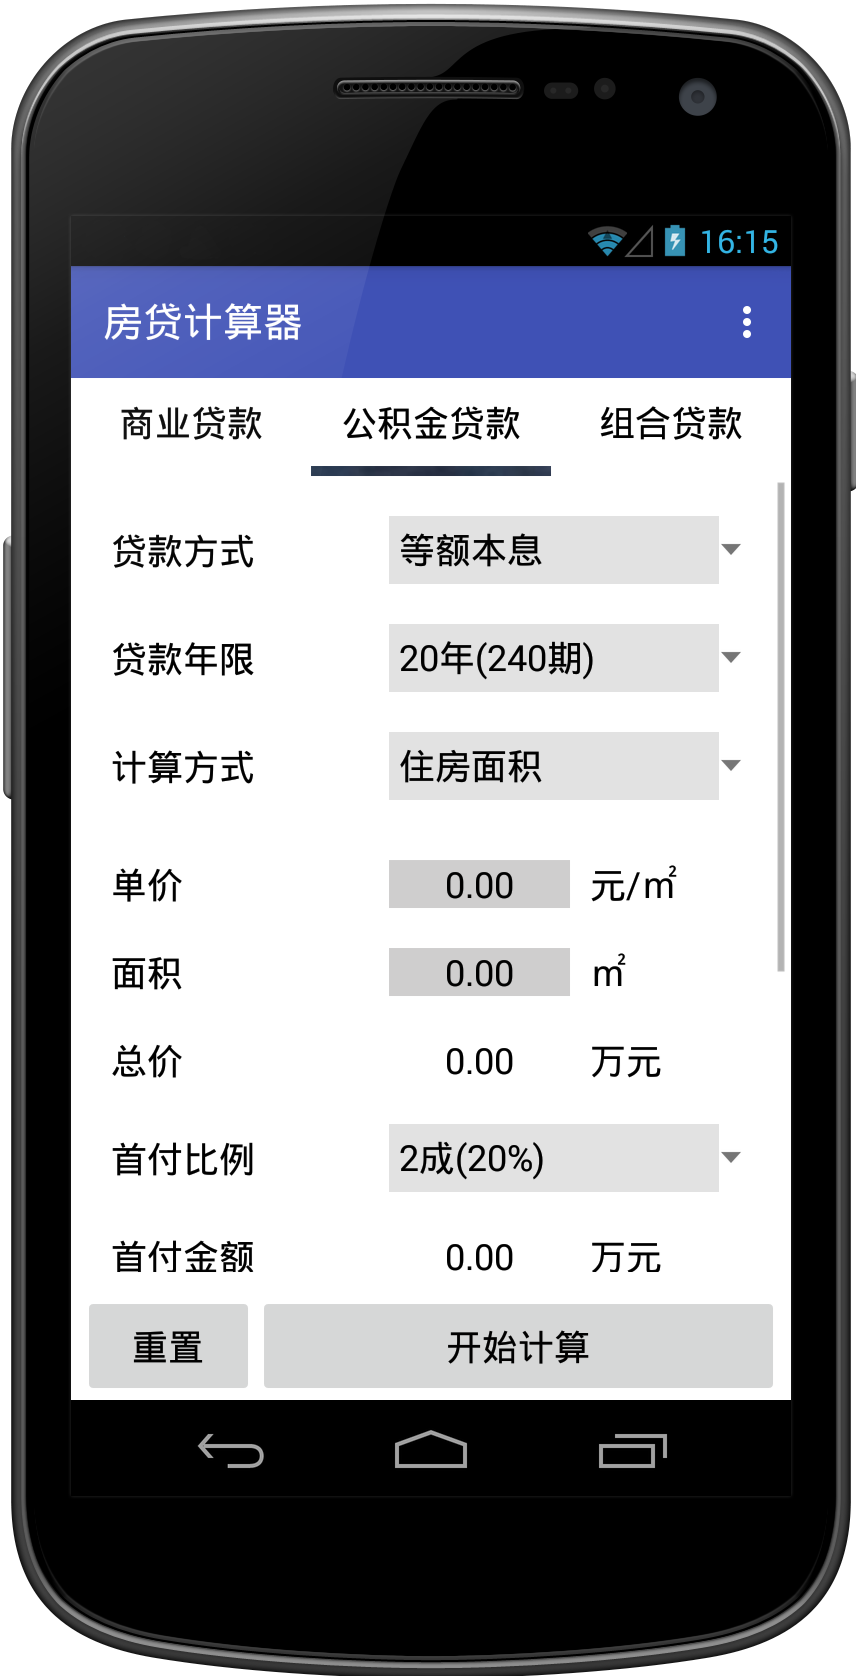 16:15
房贷计算器
商业贷款 公积金贷款 组合贷款
贷款方式 等额本息
贷款年限 20年(240期)
计算方式 住房面积
单价 0.00 元/㎡
面积 0.00 ㎡
总价 0.00 万元
首付比例 2成(20%)
首付金额 0.00 万元
重置 开始计算